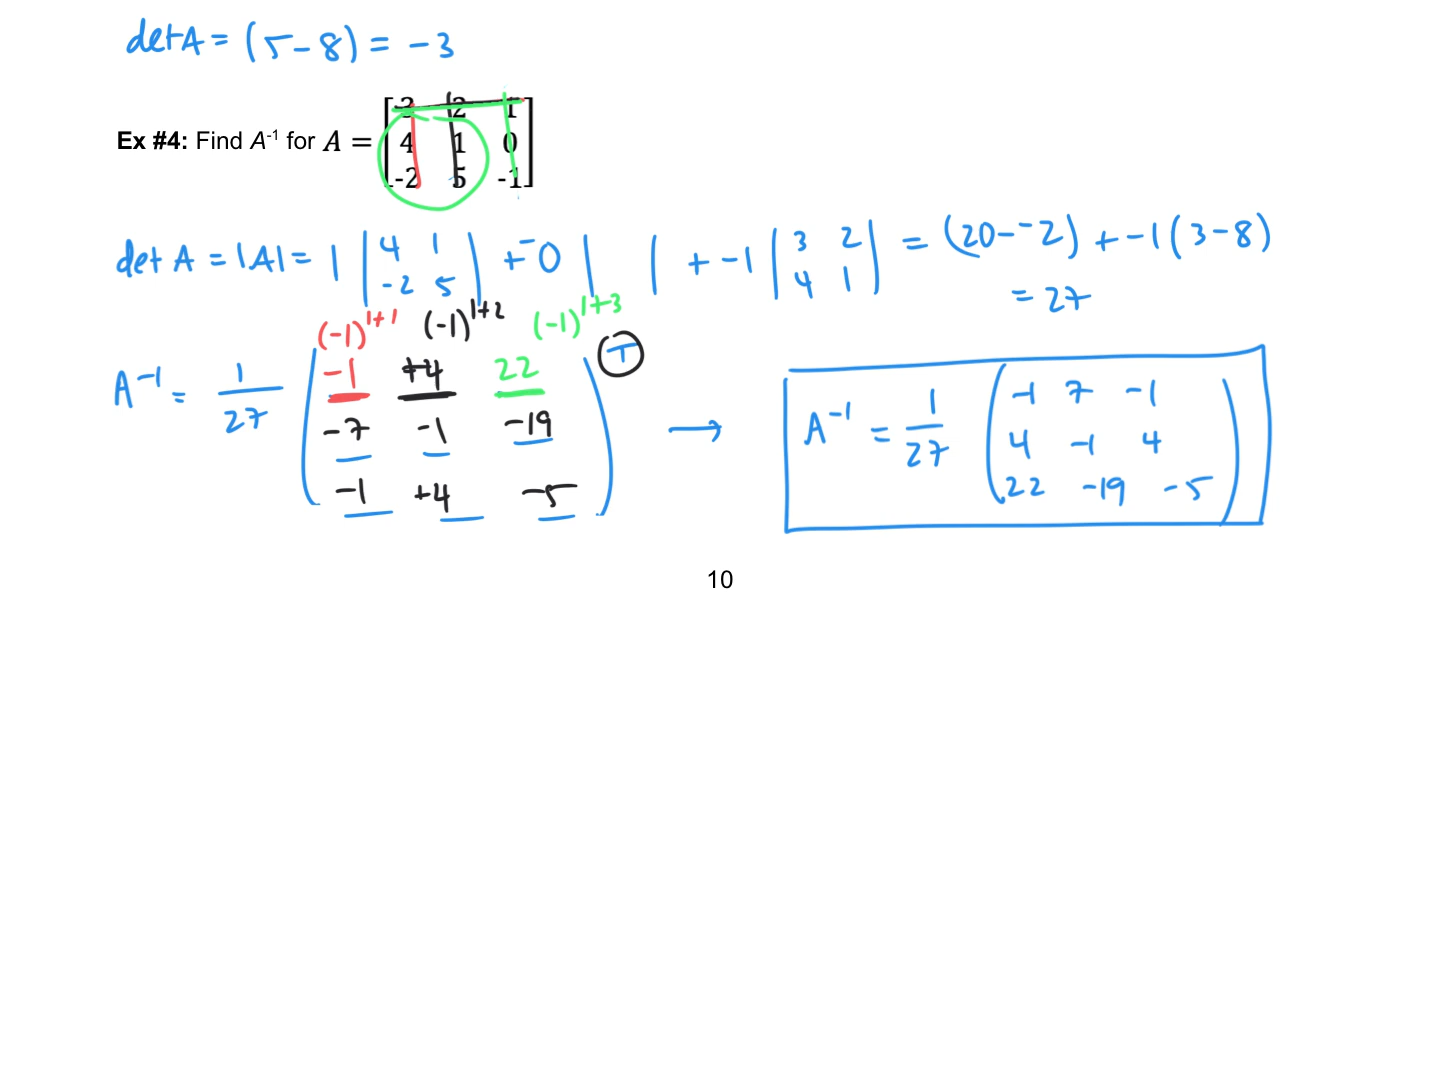 det A = (5 - 8) = -3
Ex #4: Find A⁻¹ for A = [3 2 1
4 1 0
-2 5 -1]
det A = |A| = 1 |4 1| + -0 | | + -1 |3 2| = (20 - -2) + -1(3 - 8)
|-2 5| |4 1| = 27
(-1)¹⁺¹ (-1)¹⁺² (-1)¹⁺³
A⁻¹ = 1/27 (-1 +4 22)ᵀ
-7 -1 -19
-1 +4 -5
→ A⁻¹ = 1/27 (-1 7 -1
4 -1 4
22 -19 -5)
10